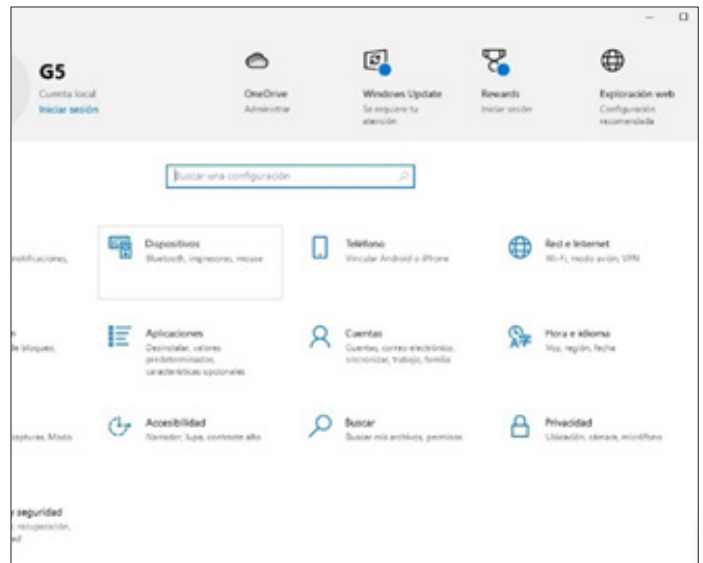 G5
Cuenta local
Iniciar sesión
OneDrive
Administrar
Windows Update
Se requiere tu
atención
Rewards
Iniciar sesión
Exploración web
Configuración
recomendada
Buscar una configuración
notificaciones,
Dispositivos
Bluetooth, impresoras, mouse
Teléfono
Vincular Android o iPhone
Red e Internet
Wi-Fi, modo avión, VPN
de bloqueo,
Aplicaciones
Desinstalar, valores
predeterminados,
características opcionales
Cuentas
Cuentas, correo electrónico,
sincronizar, trabajo, familia
Hora e idioma
Voz, región, fecha
capturas, Modo
Accesibilidad
Narrador, lupa, contraste alto
Buscar
Buscar mis archivos, permisos
Privacidad
Ubicación, cámara, micrófono
y seguridad
recuperación,